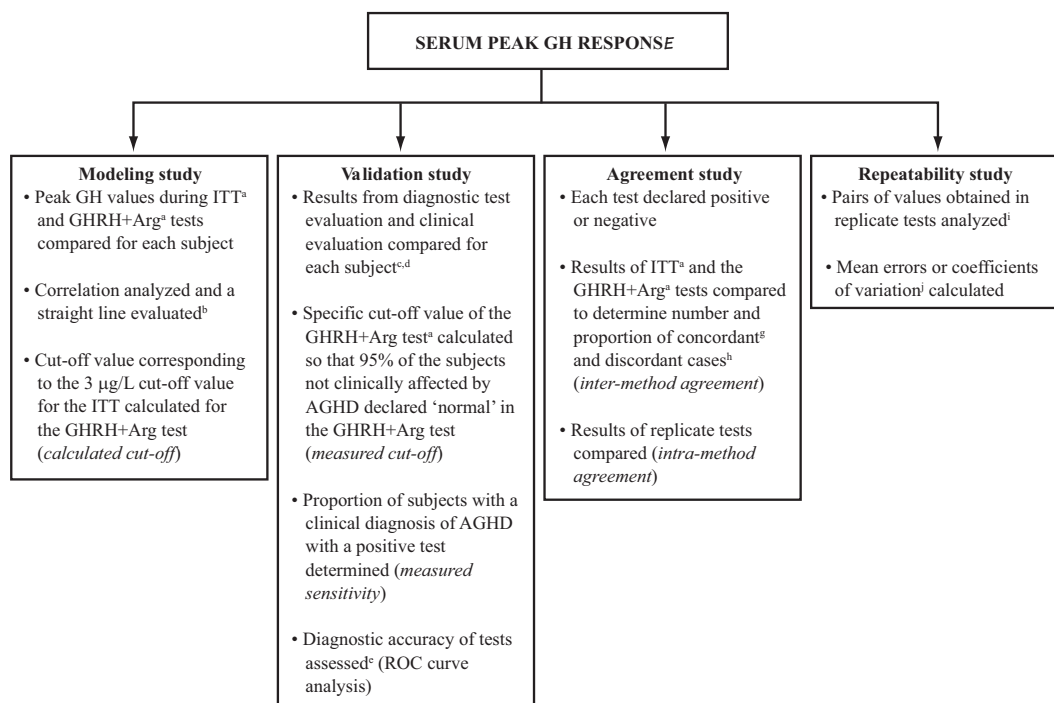 SERUM PEAK GH RESPONSE
Modeling study
• Peak GH values during ITTᵃ
and GHRH+Argᵃ tests
compared for each subject
• Correlation analyzed and a
straight line evaluatedᵇ
• Cut-off value corresponding
to the 3 µg/L cut-off value
for the ITT calculated for
the GHRH+Arg test
(calculated cut-off)
Validation study
• Results from diagnostic test
evaluation and clinical
evaluation compared for
each subjectᶜ,ᵈ
• Specific cut-off value of the
GHRH+Arg testᵃ calculated
so that 95% of the subjects
not clinically affected by
AGHD declared ‘normal’ in
the GHRH+Arg test
(measured cut-off)
• Proportion of subjects with a
clinical diagnosis of AGHD
with a positive test
determined (measured
sensitivity)
• Diagnostic accuracy of tests
assessedᵉ (ROC curve
analysis)
Agreement study
• Each test declared positive
or negative
• Results of ITTᵃ and the
GHRH+Argᵃ tests compared
to determine number and
proportion of concordantᵍ
and discordant casesʰ
(inter-method agreement)
• Results of replicate tests
compared (intra-method
agreement)
Repeatability study
• Pairs of values obtained in
replicate tests analyzedⁱ
• Mean errors or coefficients
of variationʲ calculated